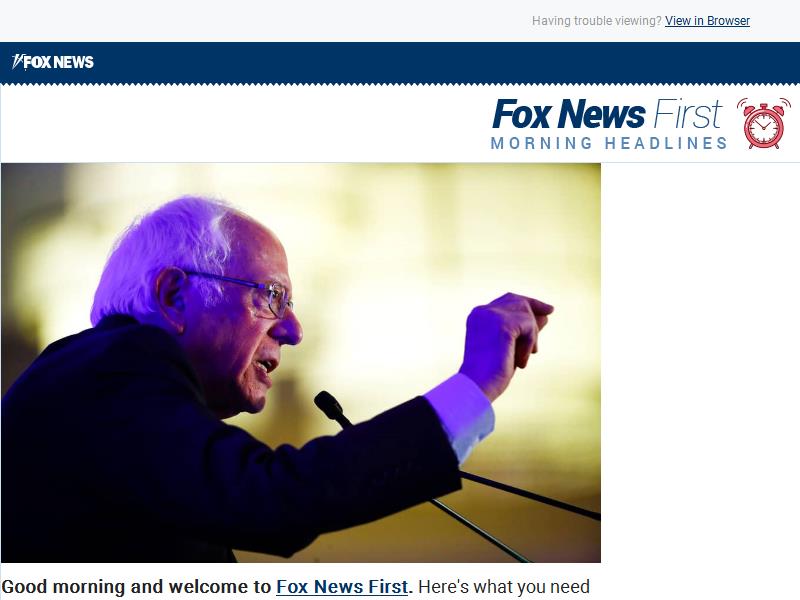 Having trouble viewing? View in Browser
FOX NEWS
Fox News First
MORNING HEADLINES
Good morning and welcome to Fox News First. Here's what you need